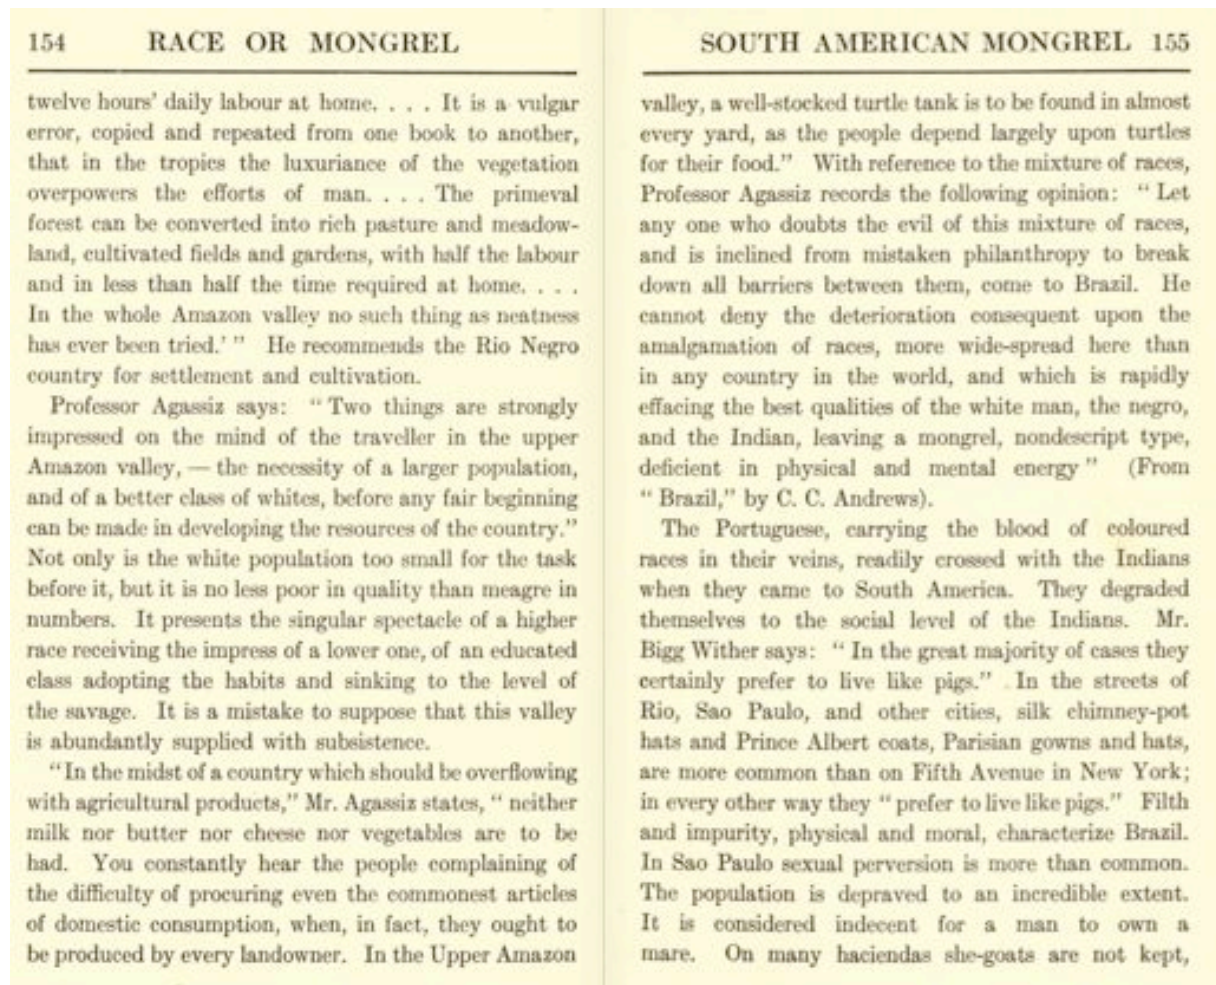 154 RACE OR MONGREL
twelve hours' daily labour at home. . . . It is a vulgar
error, copied and repeated from one book to another,
that in the tropics the luxuriance of the vegetation
overpowers the efforts of man. . . . The primeval
forest can be converted into rich pasture and meadow-
land, cultivated fields and gardens, with half the labour
and in less than half the time required at home. . . .
In the whole Amazon valley no such thing as neatness
has ever been tried.' " He recommends the Rio Negro
country for settlement and cultivation.
Professor Agassiz says: " Two things are strongly
impressed on the mind of the traveller in the upper
Amazon valley, — the necessity of a larger population,
and of a better class of whites, before any fair beginning
can be made in developing the resources of the country."
Not only is the white population too small for the task
before it, but it is no less poor in quality than meagre in
numbers. It presents the singular spectacle of a higher
race receiving the impress of a lower one, of an educated
class adopting the habits and sinking to the level of
the savage. It is a mistake to suppose that this valley
is abundantly supplied with subsistence.
"In the midst of a country which should be overflowing
with agricultural products," Mr. Agassiz states, " neither
milk nor butter nor cheese nor vegetables are to be
had. You constantly hear the people complaining of
the difficulty of procuring even the commonest articles
of domestic consumption, when, in fact, they ought to
be produced by every landowner. In the Upper Amazon
SOUTH AMERICAN MONGREL 155
valley, a well-stocked turtle tank is to be found in almost
every yard, as the people depend largely upon turtles
for their food." With reference to the mixture of races,
Professor Agassiz records the following opinion: " Let
any one who doubts the evil of this mixture of races,
and is inclined from mistaken philanthropy to break
down all barriers between them, come to Brazil. He
cannot deny the deterioration consequent upon the
amalgamation of races, more wide-spread here than
in any country in the world, and which is rapidly
effacing the best qualities of the white man, the negro,
and the Indian, leaving a mongrel, nondescript type,
deficient in physical and mental energy " (From
" Brazil," by C. C. Andrews).
The Portuguese, carrying the blood of coloured
races in their veins, readily crossed with the Indians
when they came to South America. They degraded
themselves to the social level of the Indians. Mr.
Bigg Wither says: " In the great majority of cases they
certainly prefer to live like pigs." In the streets of
Rio, Sao Paulo, and other cities, silk chimney-pot
hats and Prince Albert coats, Parisian gowns and hats,
are more common than on Fifth Avenue in New York;
in every other way they " prefer to live like pigs." Filth
and impurity, physical and moral, characterize Brazil.
In Sao Paulo sexual perversion is more than common.
The population is depraved to an incredible extent.
It is considered indecent for a man to own a
mare. On many haciendas she-goats are not kept,